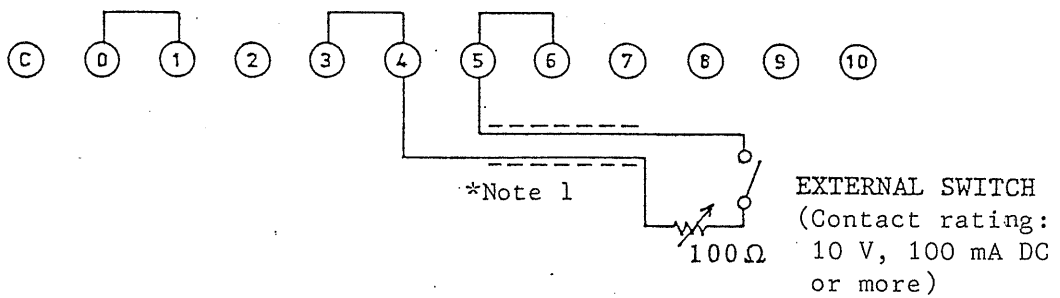 C 0 1 2 3 4 5 6 7 8 9 10
*Note 1
EXTERNAL SWITCH
(Contact rating:
100Ω
10 V, 100 mA DC
or more)